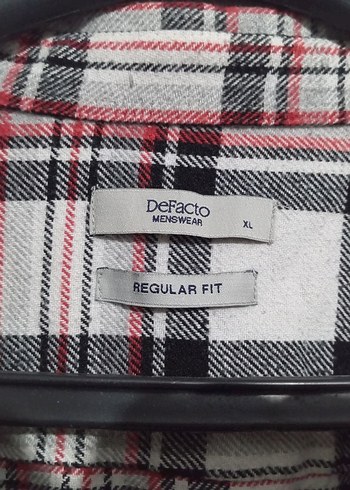 DeFacto
MENSWEAR
XL
REGULAR FIT